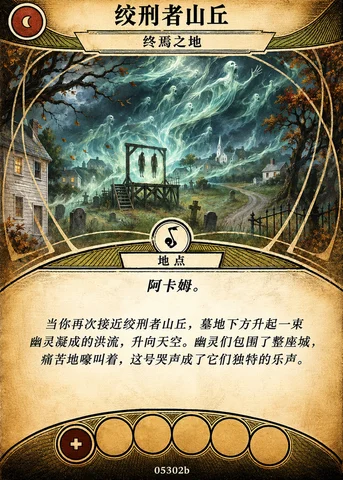 绞刑者山丘
终焉之地
地点
阿卡姆。
当你再次接近绞刑者山丘，墓地下方升起一束
幽灵凝成的洪流，升向天空。幽灵们包围了整座城，
痛苦地嚎叫着，这号哭声成了它们独特的乐声。
05302b